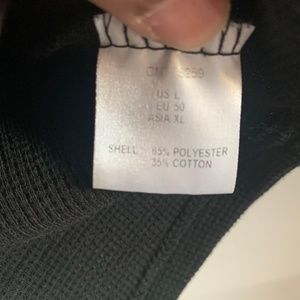 US L
EU 50
ASIA XL
SHELL: 65% POLYESTER
35% COTTON